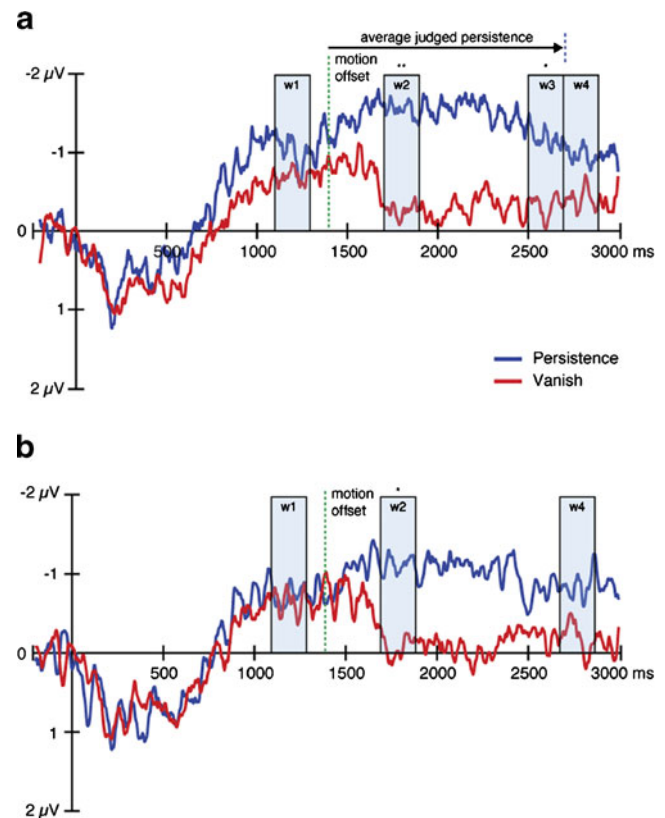 a
average judged persistence
-2 µV
motion
offset
w1
**
w2
*
w3
w4
-1
0
500
1000
1500
2000
2500
3000 ms
1
2 µV
Persistence
Vanish
b
-2 µV
motion
offset
w1
*
w2
w4
-1
0
500
1000
1500
2000
2500
3000 ms
1
2 µV